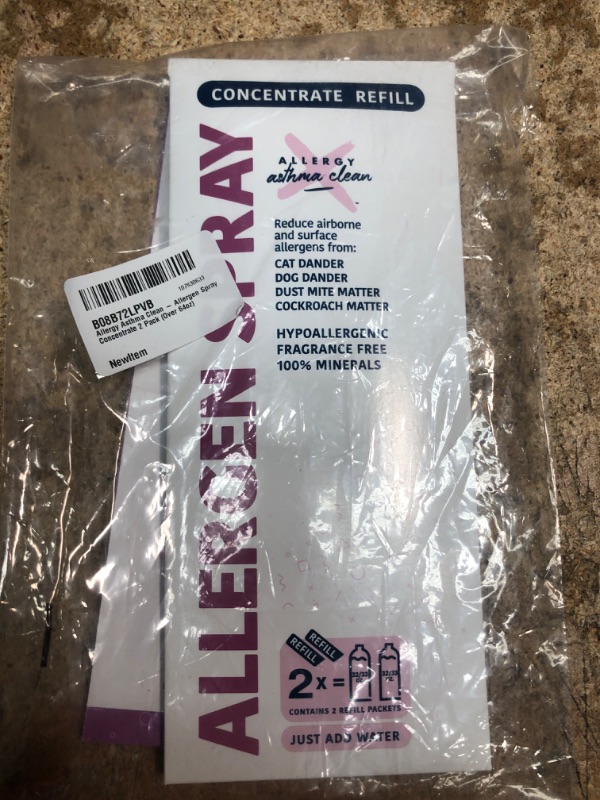 CONCENTRATE REFILL
ALLERGEN SPRAY
ALLERGY
asthma clean
Reduce airborne
and surface
allergens from:
CAT DANDER
DOG DANDER
DUST MITE MATTER
COCKROACH MATTER
HYPOALLERGENIC
FRAGRANCE FREE
100% MINERALS
B08B72LPVB
Allergy Asthma Clean - Allergen Spray
Concentrate 2 Pack (Over 64oz)
NewItem
REFILL
REFILL
2x =
CONTAINS 2 REFILL PACKETS
JUST ADD WATER